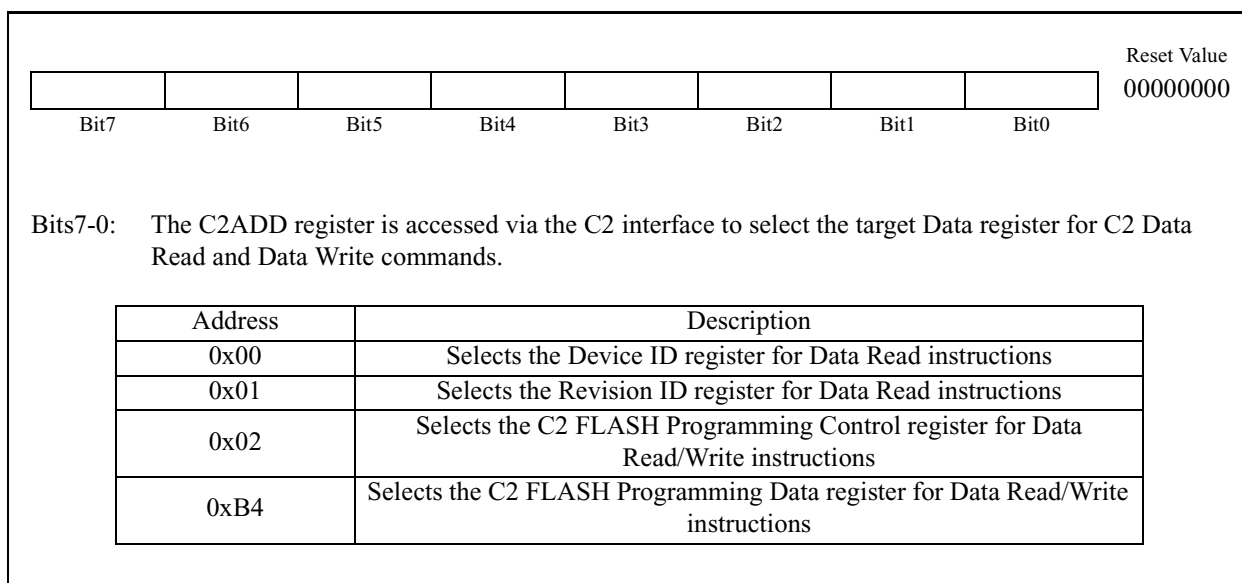 Reset Value
00000000
Bit7 Bit6 Bit5 Bit4 Bit3 Bit2 Bit1 Bit0
Bits7-0: The C2ADD register is accessed via the C2 interface to select the target Data register for C2 Data
Read and Data Write commands.
Address Description
0x00 Selects the Device ID register for Data Read instructions
0x01 Selects the Revision ID register for Data Read instructions
0x02 Selects the C2 FLASH Programming Control register for Data
Read/Write instructions
0xB4 Selects the C2 FLASH Programming Data register for Data Read/Write
instructions